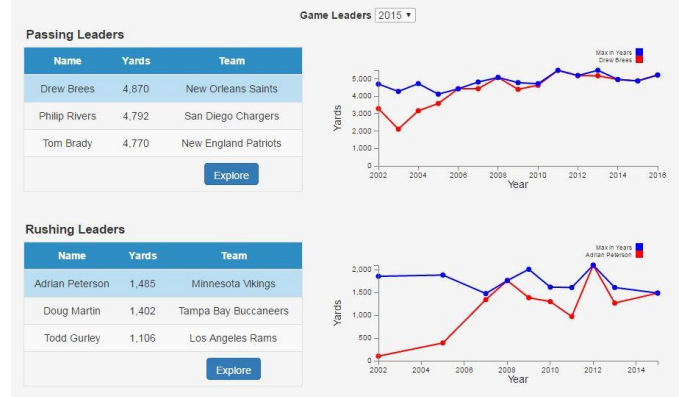 Game Leaders 2015
Passing Leaders
Name Yards Team
Drew Brees 4,870 New Orleans Saints
Philip Rivers 4,792 San Diego Chargers
Tom Brady 4,770 New England Patriots
Explore
Max in Years
Drew Brees
Yards
5,000
4,000
3,000
2,000
1,000
0
2002 2004 2006 2008 2010 2012 2014 2016
Year
Rushing Leaders
Name Yards Team
Adrian Peterson 1,485 Minnesota Vikings
Doug Martin 1,402 Tampa Bay Buccaneers
Todd Gurley 1,106 Los Angeles Rams
Explore
Max in Years
Adrian Peterson
Yards
2,000
1,500
1,000
500
0
2002 2004 2006 2008 2010 2012 2014
Year